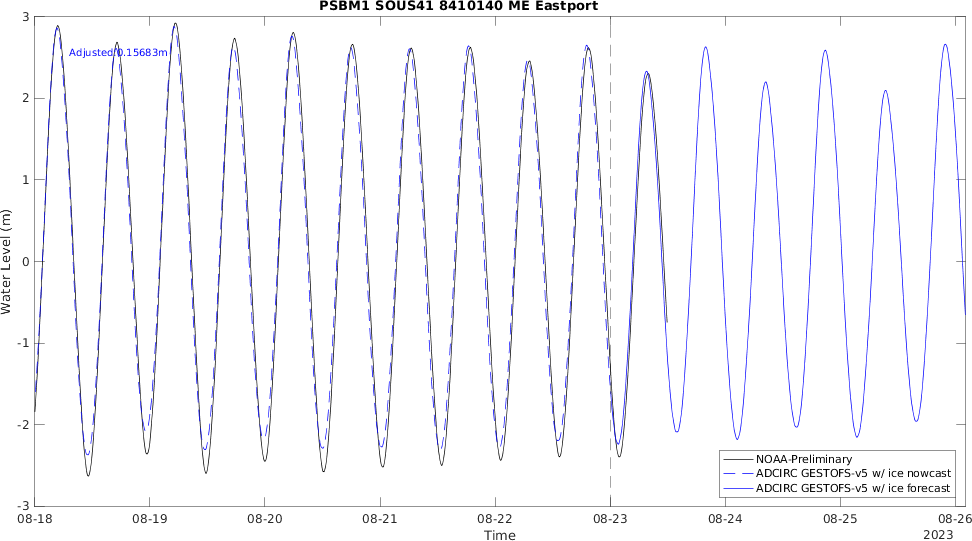 PSBM1 SOUS41 8410140 ME Eastport
Adjusted 0.15683m
3
2
1
0
-1
-2
-3
Water Level (m)
NOAA-Preliminary
ADCIRC GESTOFS-v5 w/ ice nowcast
ADCIRC GESTOFS-v5 w/ ice forecast
08-18 08-19 08-20 08-21 08-22 08-23 08-24 08-25 08-26
Time
2023